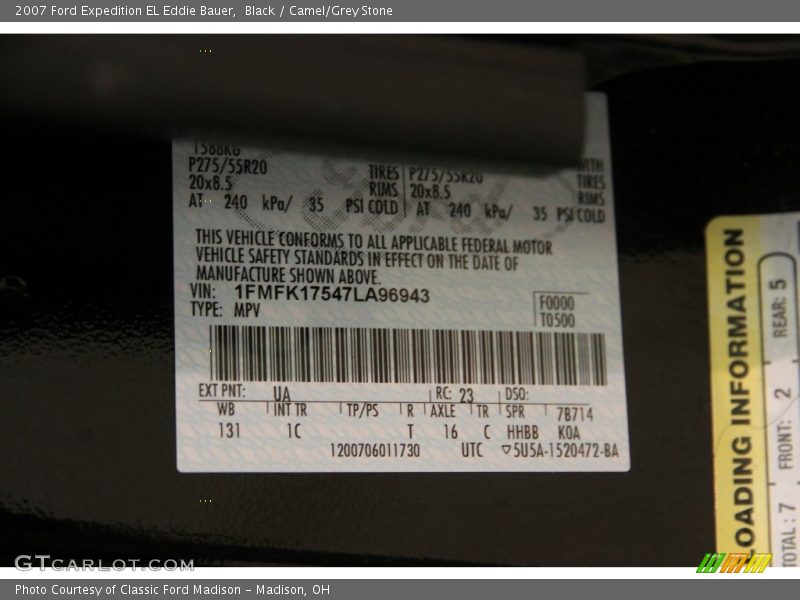 2007 Ford Expedition EL Eddie Bauer, Black / Camel/Grey Stone
1588KG
P275/55R20 TIRES P275/55R20 WITH TIRES
20x8.5 RIMS 20x8.5 RIMS
AT 240 kPa/ 35 PSI COLD AT 240 kPa/ 35 PSI COLD
THIS VEHICLE CONFORMS TO ALL APPLICABLE FEDERAL MOTOR
VEHICLE SAFETY STANDARDS IN EFFECT ON THE DATE OF
MANUFACTURE SHOWN ABOVE.
VIN: 1FMFK17547LA96943
TYPE: MPV
F0000
T0500
EXT PNT: UA RC: 23 DSO:
WB INT TR TP/PS R AXLE TR SPR 7B714
131 1C T 16 C HHBB KOA
1200706011730 UTC ▽5U5A-1520472-BA
LOADING INFORMATION
TOTAL: 7 FRONT: 2 REAR: 5
GTCARLOT.COM
Photo Courtesy of Classic Ford Madison - Madison, OH